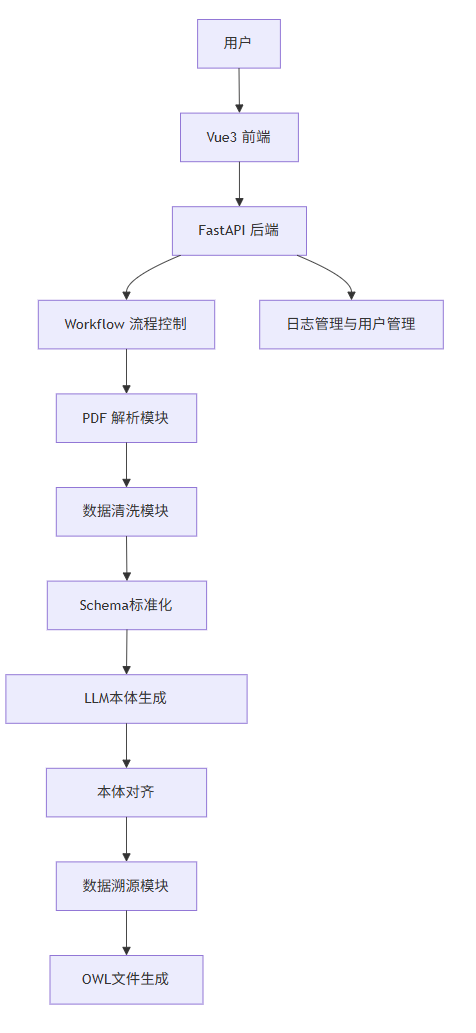 用户
Vue3 前端
FastAPI 后端
Workflow 流程控制
日志管理与用户管理
PDF 解析模块
数据清洗模块
Schema标准化
LLM本体生成
本体对齐
数据溯源模块
OWL文件生成